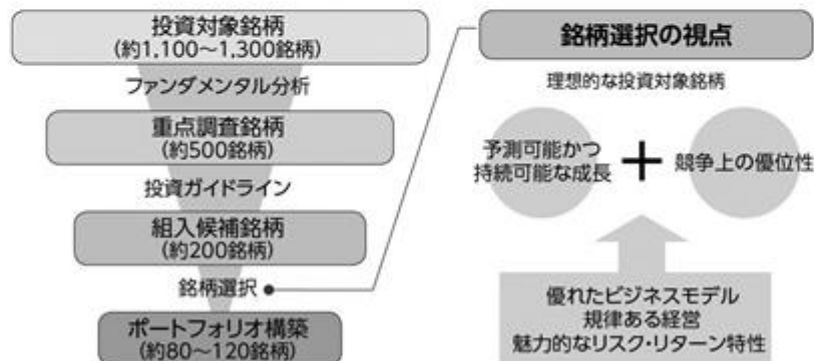 投資対象銘柄
(約1,100～1,300銘柄)
ファンダメンタル分析
重点調査銘柄
(約500銘柄)
投資ガイドライン
組入候補銘柄
(約200銘柄)
銘柄選択
ポートフォリオ構築
(約80～120銘柄)
銘柄選択の視点
理想的な投資対象銘柄
予測可能かつ
持続可能な成長
+
競争上の優位性
優れたビジネスモデル
規律ある経営
魅力的なリスク・リターン特性